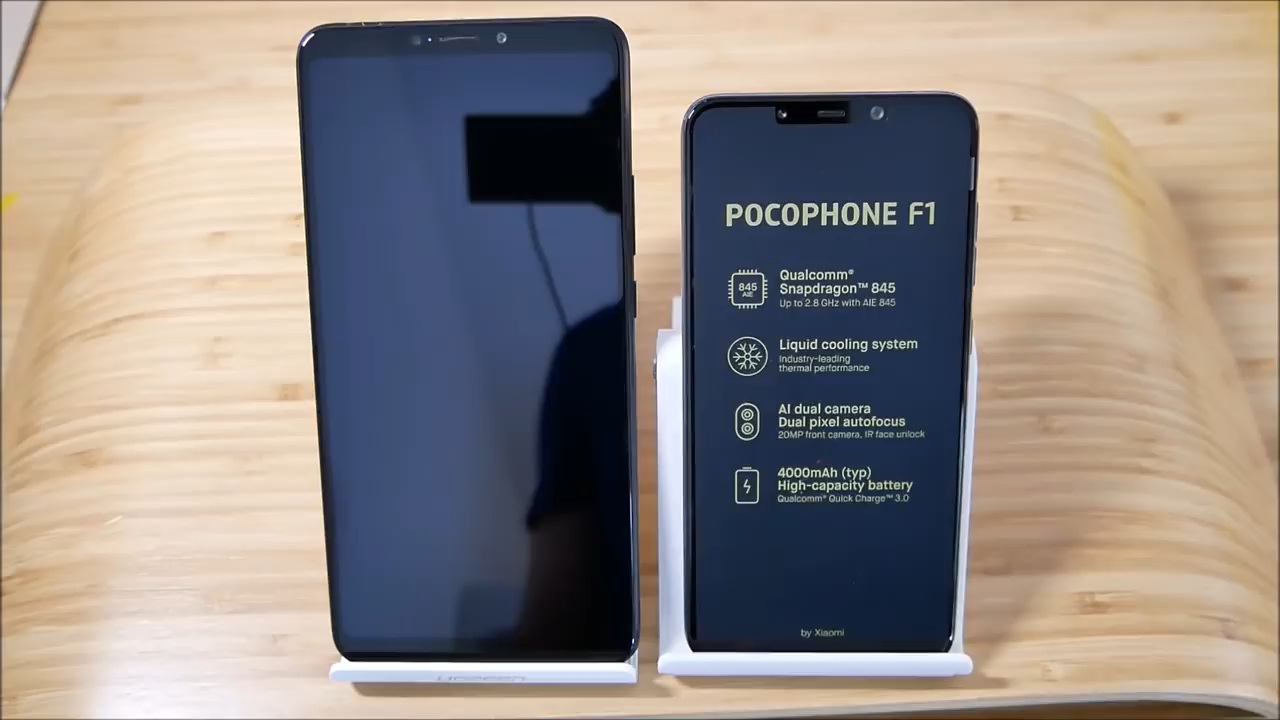 POCOPHONE F1
845
AIE
Qualcomm®
Snapdragon™ 845
Up to 2.8 GHz with AIE 845
Liquid cooling system
Industry-leading
thermal performance
AI dual camera
Dual pixel autofocus
20MP front camera, IR face unlock
4000mAh (typ)
High-capacity battery
Qualcomm® Quick Charge™ 3.0
by Xiaomi
UGREEN